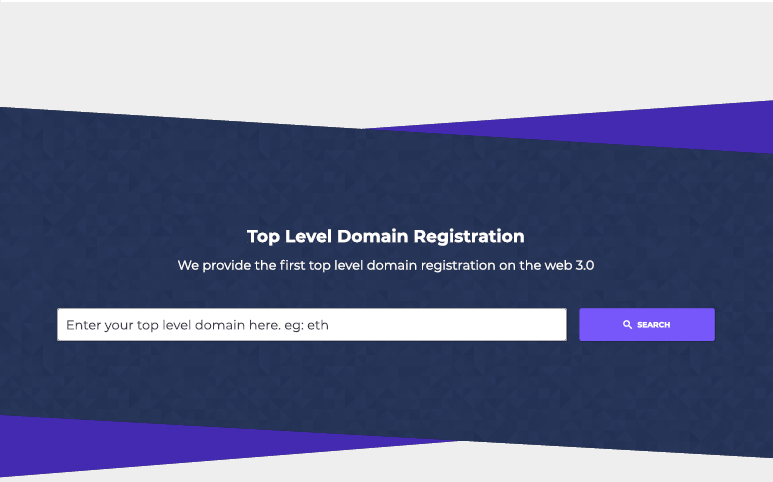 Top Level Domain Registration
We provide the first top level domain registration on the web 3.0
Enter your top level domain here. eg: eth
SEARCH